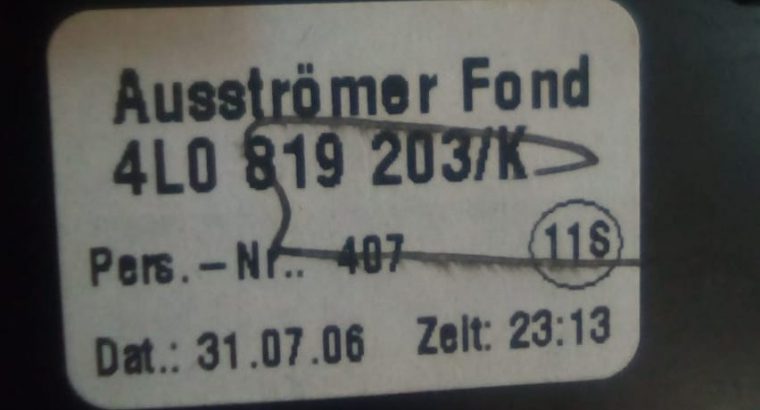 Ausströmer Fond
4L0 819 203/K
Pers.-Nr.: 407 11S
Dat.: 31.07.06 Zeit: 23:13